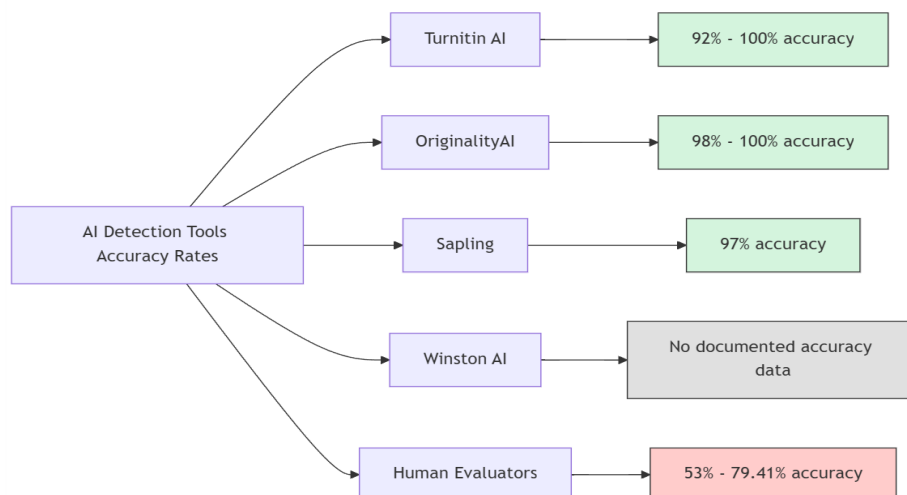 AI Detection Tools
Accuracy Rates
Turnitin AI
92% - 100% accuracy
OriginalityAI
98% - 100% accuracy
Sapling
97% accuracy
Winston AI
No documented accuracy
data
Human Evaluators
53% - 79.41% accuracy